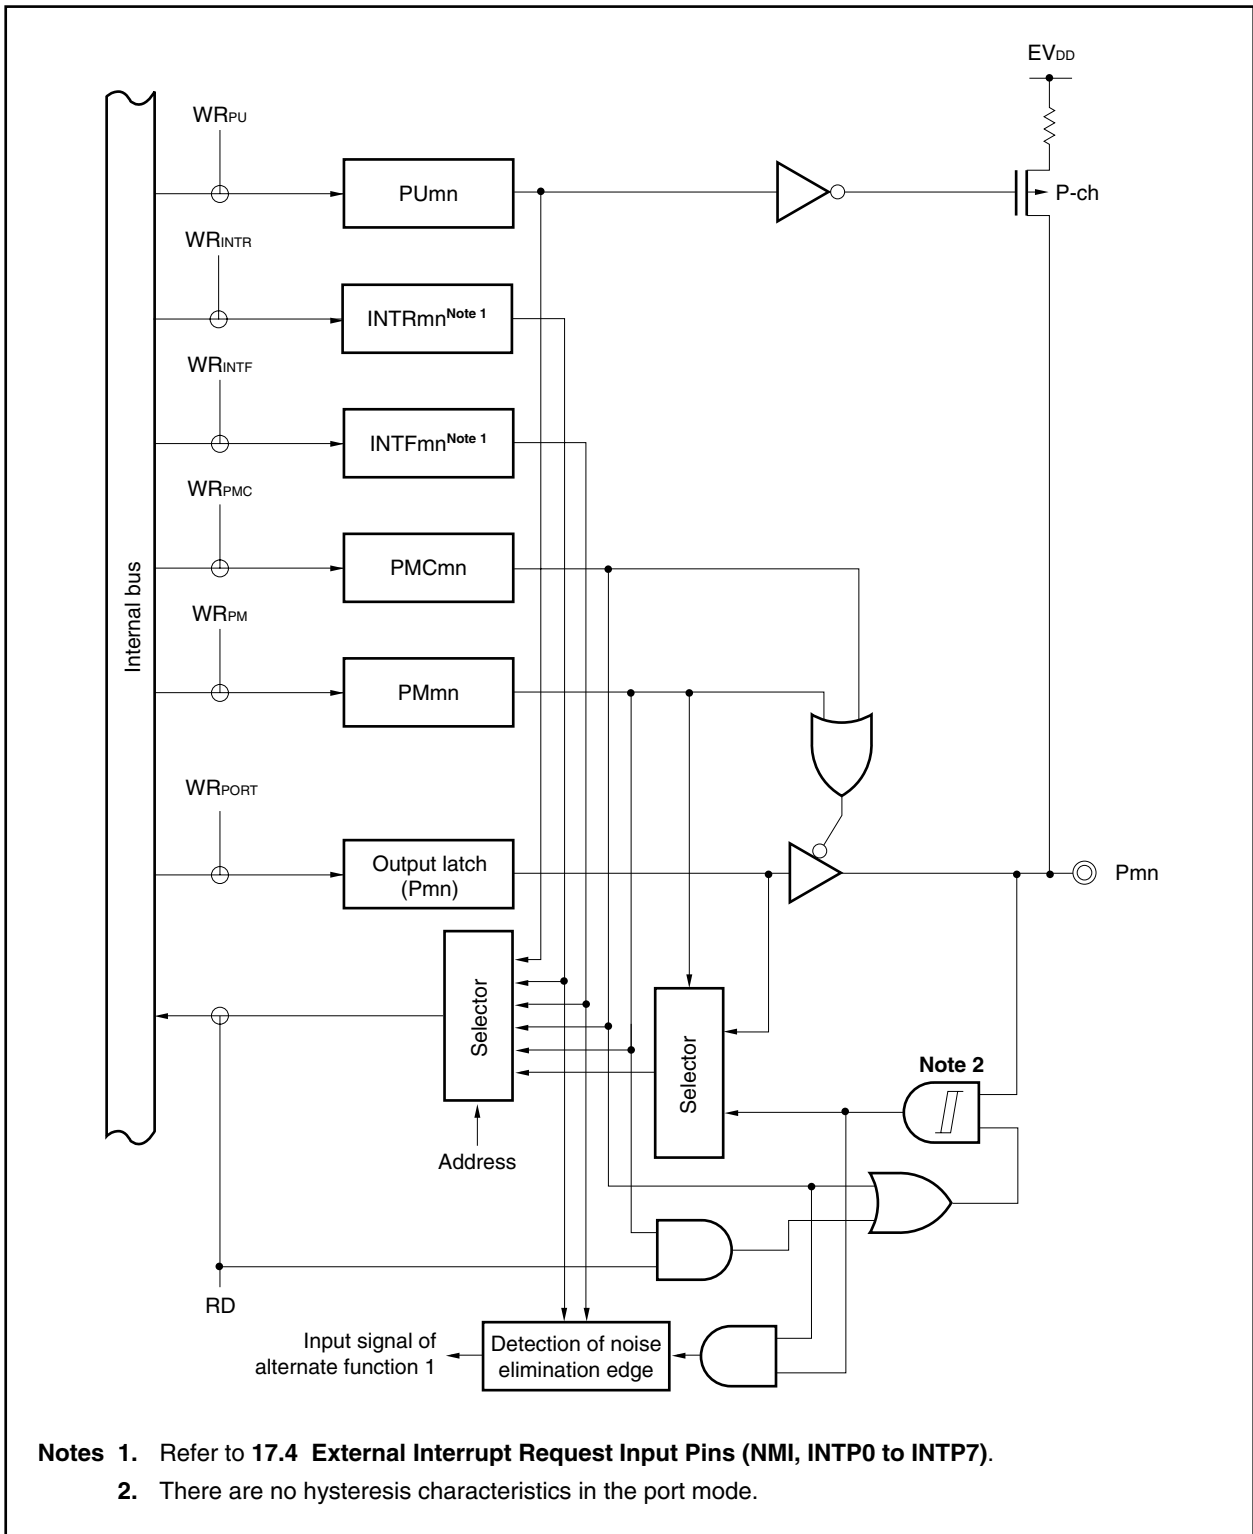 EVDD
WRPU
PUmn
P-ch
WRINTR
INTRmnNote 1
WRINTF
INTFmnNote 1
WRPMC
PMCmn
Internal bus
WRPM
PMmn
WRPORT
Output latch
(Pmn)
Pmn
Selector
Selector
Note 2
Address
RD
Input signal of
alternate function 1
Detection of noise
elimination edge
Notes 1. Refer to 17.4 External Interrupt Request Input Pins (NMI, INTP0 to INTP7).
2. There are no hysteresis characteristics in the port mode.